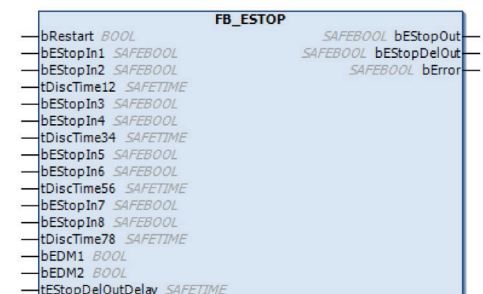 FB_ESTOP
bRestart BOOL SAFEBOOL bEStopOut
bEStopIn1 SAFEBOOL SAFEBOOL bEStopDelOut
bEStopIn2 SAFEBOOL SAFEBOOL bError
tDiscTime12 SAFETIME
bEStopIn3 SAFEBOOL
bEStopIn4 SAFEBOOL
tDiscTime34 SAFETIME
bEStopIn5 SAFEBOOL
bEStopIn6 SAFEBOOL
tDiscTime56 SAFETIME
bEStopIn7 SAFEBOOL
bEStopIn8 SAFEBOOL
tDiscTime78 SAFETIME
bEDM1 BOOL
bEDM2 BOOL
tEStopDelOutDelay SAFETIME